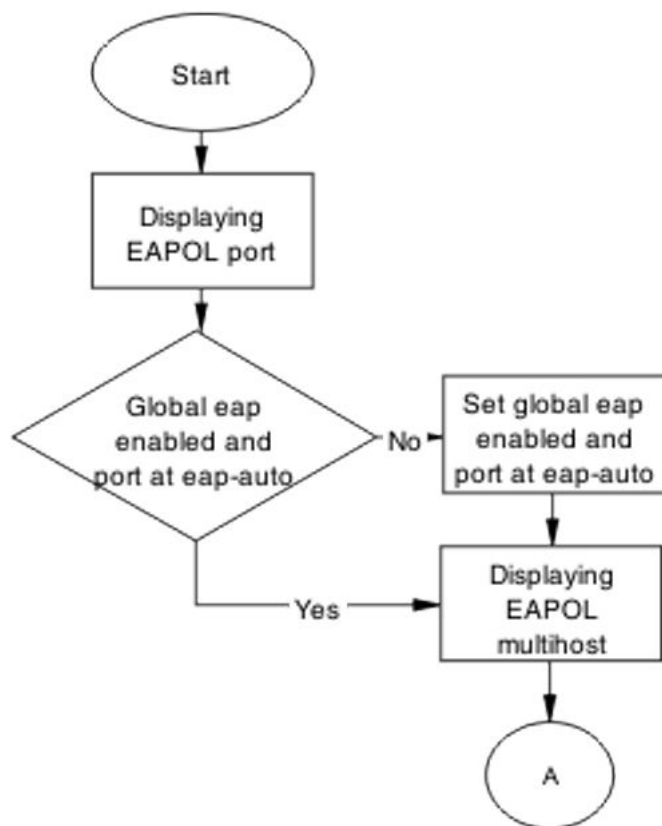 Start
Displaying
EAPOL port
Global eap
enabled and
port at eap-auto
No
Set global eap
enabled and
port at eap-auto
Yes
Displaying
EAPOL
multihost
A